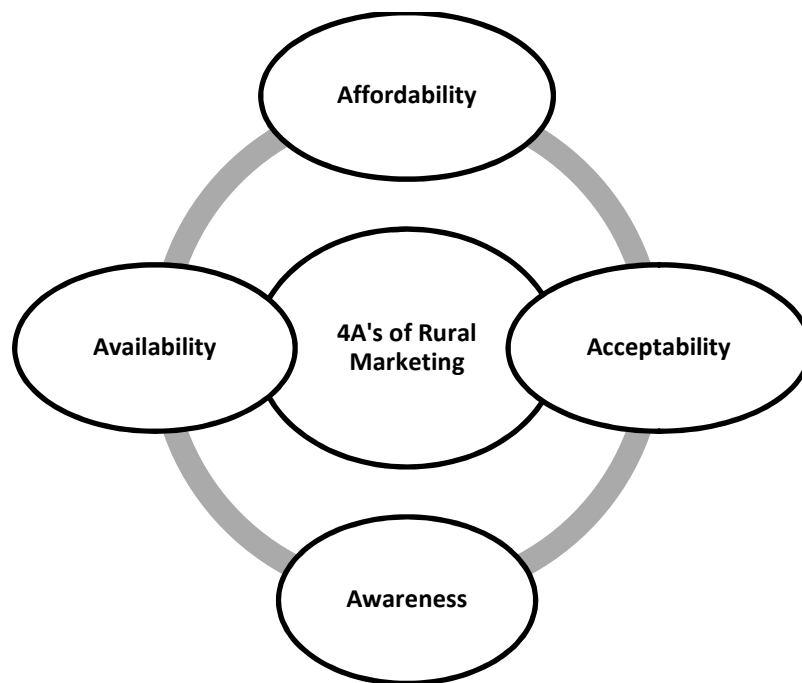 Affordability
Availability
4A's of Rural
Marketing
Acceptability
Awareness